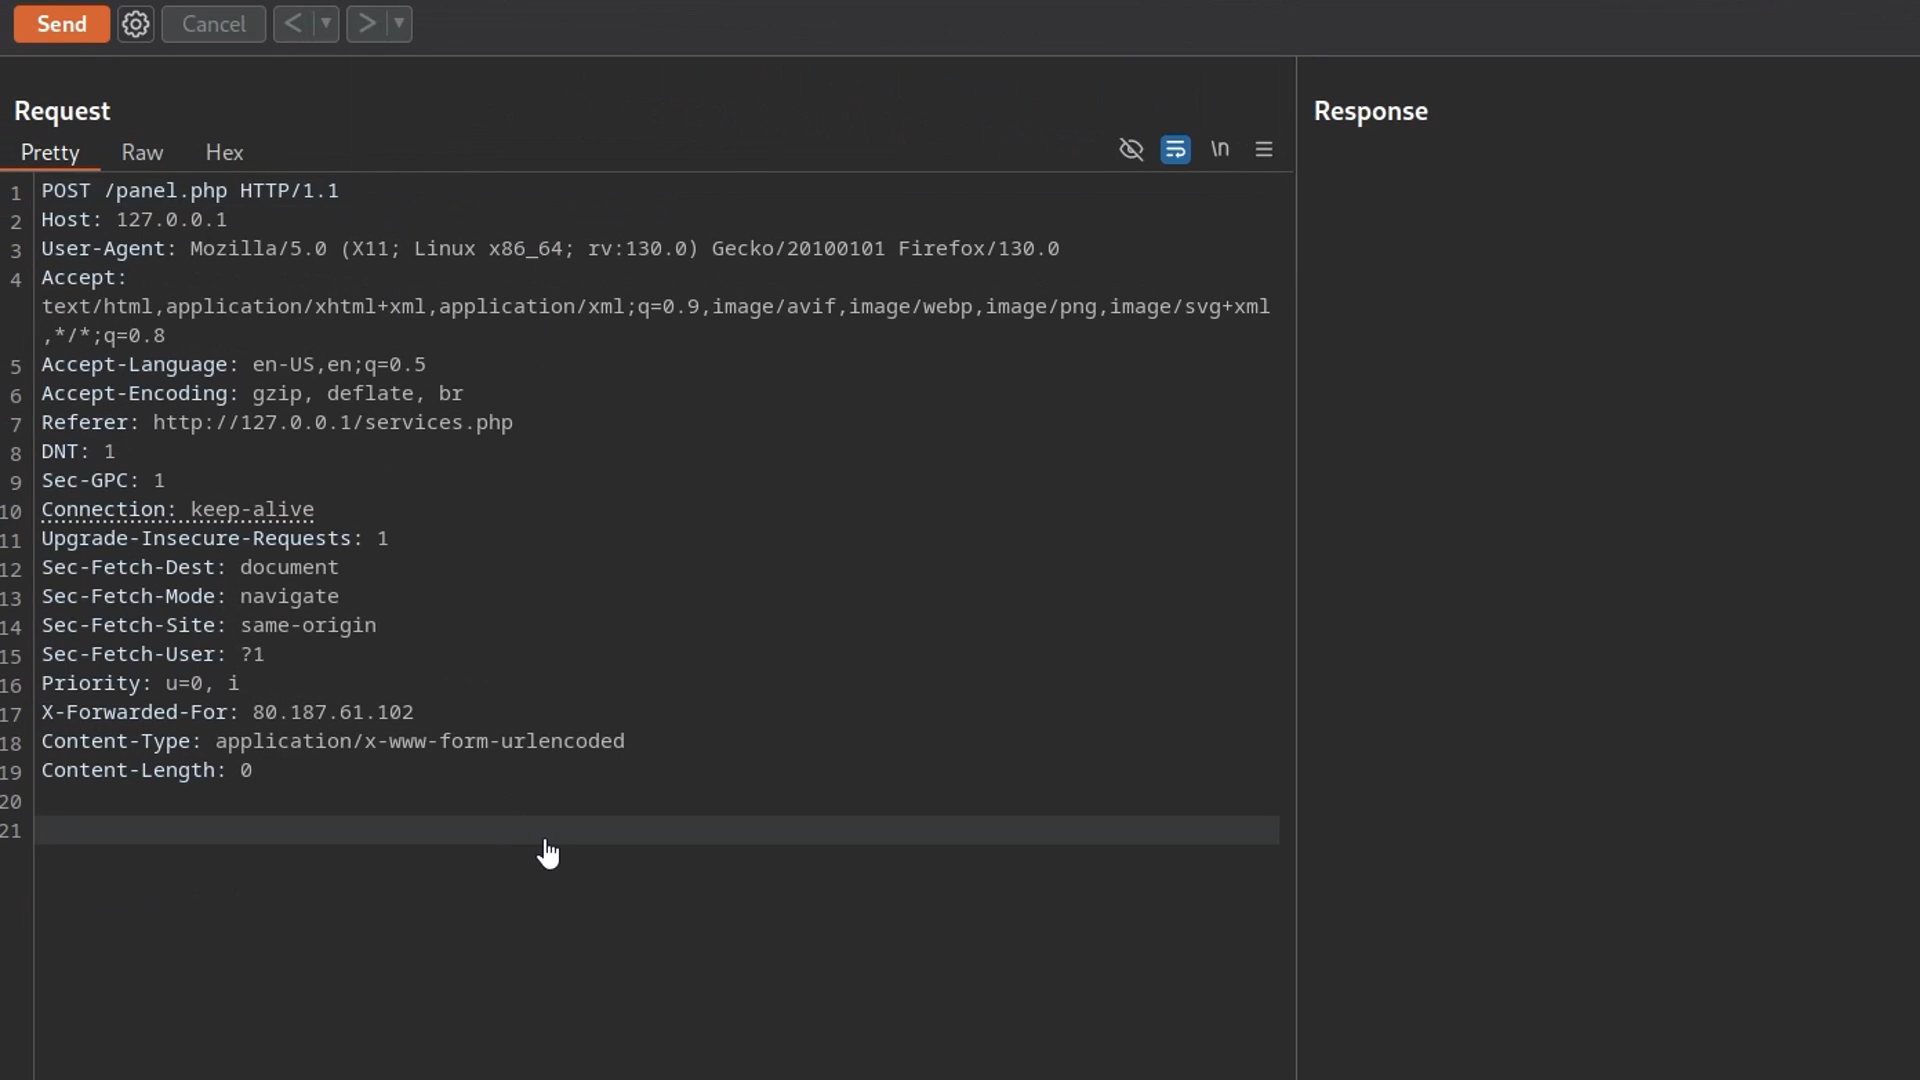 Send
Cancel
Request
Response
Pretty Raw Hex
\n
1 POST /panel.php HTTP/1.1
2 Host: 127.0.0.1
3 User-Agent: Mozilla/5.0 (X11; Linux x86_64; rv:130.0) Gecko/20100101 Firefox/130.0
4 Accept:
text/html,application/xhtml+xml,application/xml;q=0.9,image/avif,image/webp,image/png,image/svg+xml
,*/*;q=0.8
5 Accept-Language: en-US,en;q=0.5
6 Accept-Encoding: gzip, deflate, br
7 Referer: http://127.0.0.1/services.php
8 DNT: 1
9 Sec-GPC: 1
10 Connection: keep-alive
11 Upgrade-Insecure-Requests: 1
12 Sec-Fetch-Dest: document
13 Sec-Fetch-Mode: navigate
14 Sec-Fetch-Site: same-origin
15 Sec-Fetch-User: ?1
16 Priority: u=0, i
17 X-Forwarded-For: 80.187.61.102
18 Content-Type: application/x-www-form-urlencoded
19 Content-Length: 0
20
21